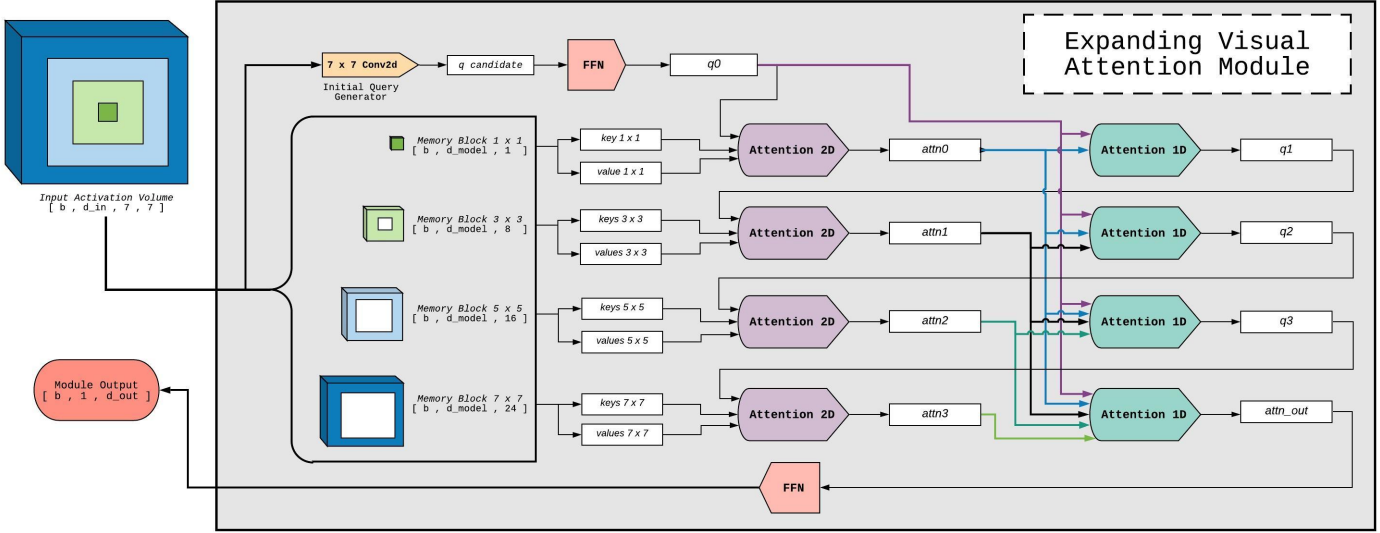 Expanding Visual
Attention Module
7 x 7 Conv2d
q candidate
FFN
q0
Initial Query
Generator
Input Activation Volume
[ b , d_in , 7 , 7 ]
Memory Block 1 x 1
[ b , d_model , 1 ]
key 1 x 1
value 1 x 1
Attention 2D
attn0
Attention 1D
q1
Memory Block 3 x 3
[ b , d_model , 8 ]
keys 3 x 3
values 3 x 3
Attention 2D
attn1
Attention 1D
q2
Memory Block 5 x 5
[ b , d_model , 16 ]
keys 5 x 5
values 5 x 5
Attention 2D
attn2
Attention 1D
q3
Memory Block 7 x 7
[ b , d_model , 24 ]
keys 7 x 7
values 7 x 7
Attention 2D
attn3
Attention 1D
attn_out
Module Output
[ b , 1 , d_out ]
FFN